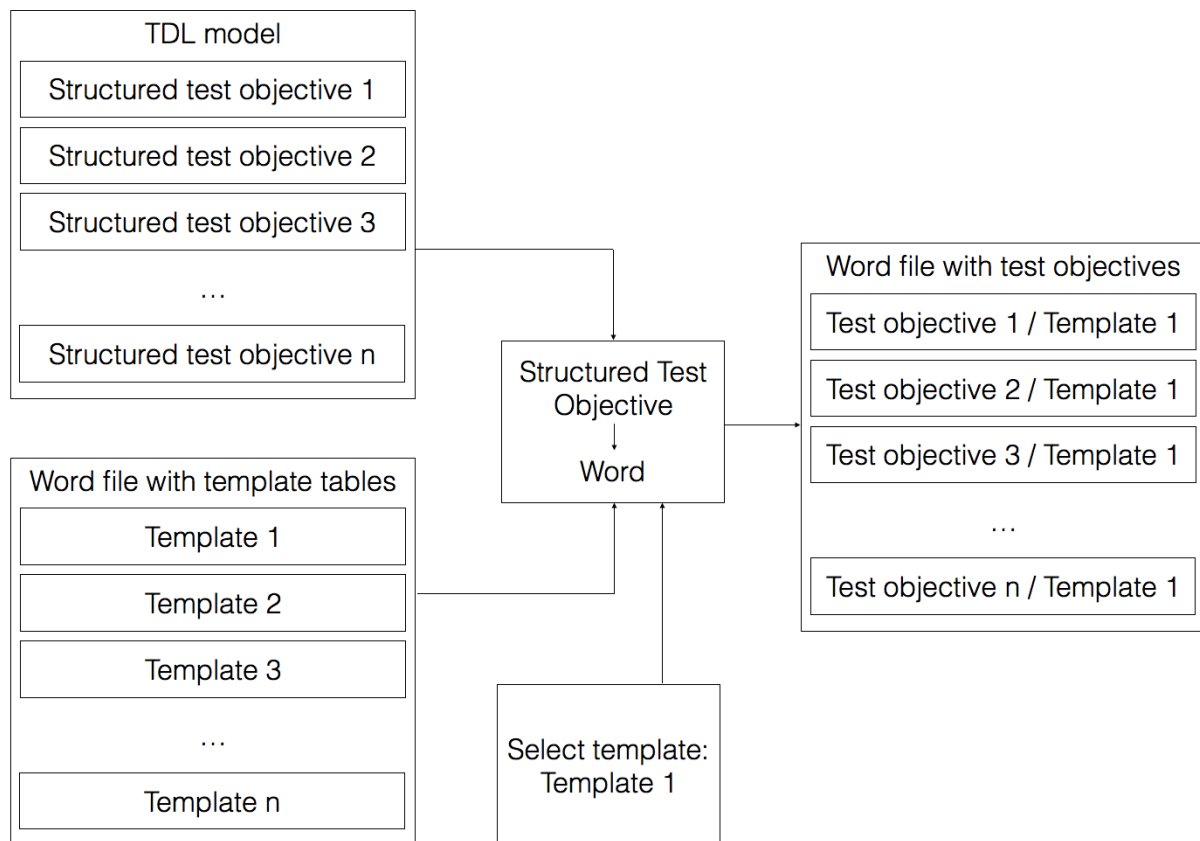 TDL model
Structured test objective 1
Structured test objective 2
Structured test objective 3
...
Structured test objective n
Word file with template tables
Template 1
Template 2
Template 3
...
Template n
Structured Test
Objective
Word
Select template:
Template 1
Word file with test objectives
Test objective 1 / Template 1
Test objective 2 / Template 1
Test objective 3 / Template 1
...
Test objective n / Template 1